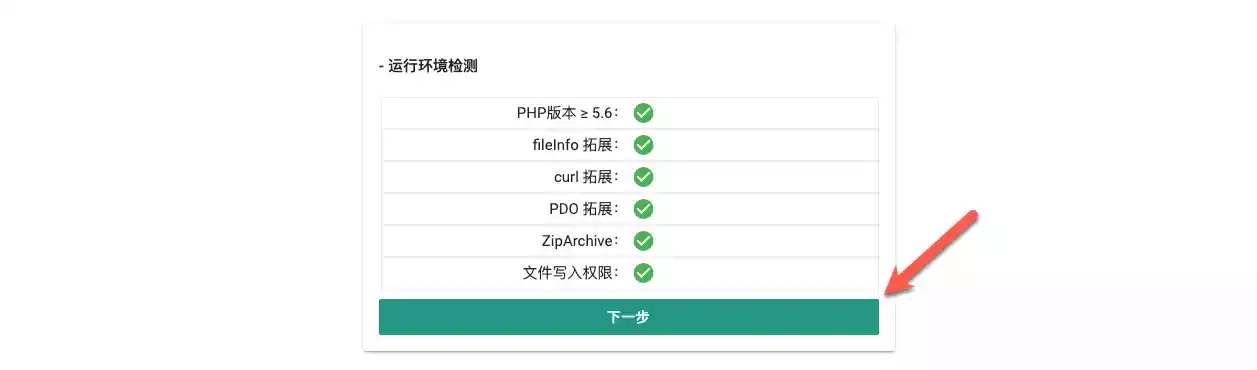 - 运行环境检测
PHP版本 ≥ 5.6：
fileInfo 拓展：
curl 拓展：
PDO 拓展：
ZipArchive：
文件写入权限：
下一步